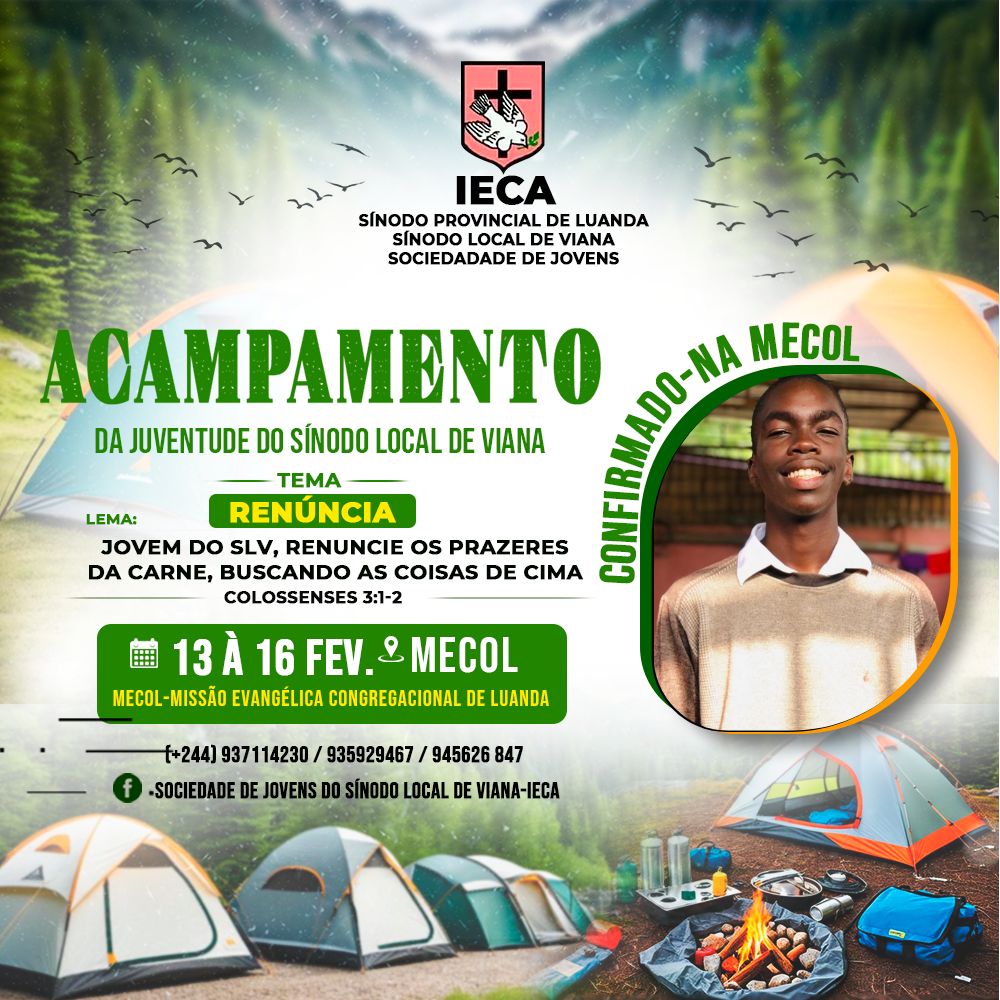 IECA
SÍNODO PROVINCIAL DE LUANDA
SÍNODO LOCAL DE VIANA
SOCIEDADADE DE JOVENS
ACAMPAMENTO
DA JUVENTUDE DO SÍNODO LOCAL DE VIANA
TEMA
RENÚNCIA
LEMA:
JOVEM DO SLV, RENUNCIE OS PRAZERES
DA CARNE, BUSCANDO AS COISAS DE CIMA
COLOSSENSES 3:1-2
CONFIRMADO-NA MECOL
13 À 16 FEV. MECOL
MECOL-MISSÃO EVANGÉLICA CONGREGACIONAL DE LUANDA
(+244) 937114230 / 935929467 / 945626 847
f -SOCIEDADE DE JOVENS DO SÍNODO LOCAL DE VIANA-IECA